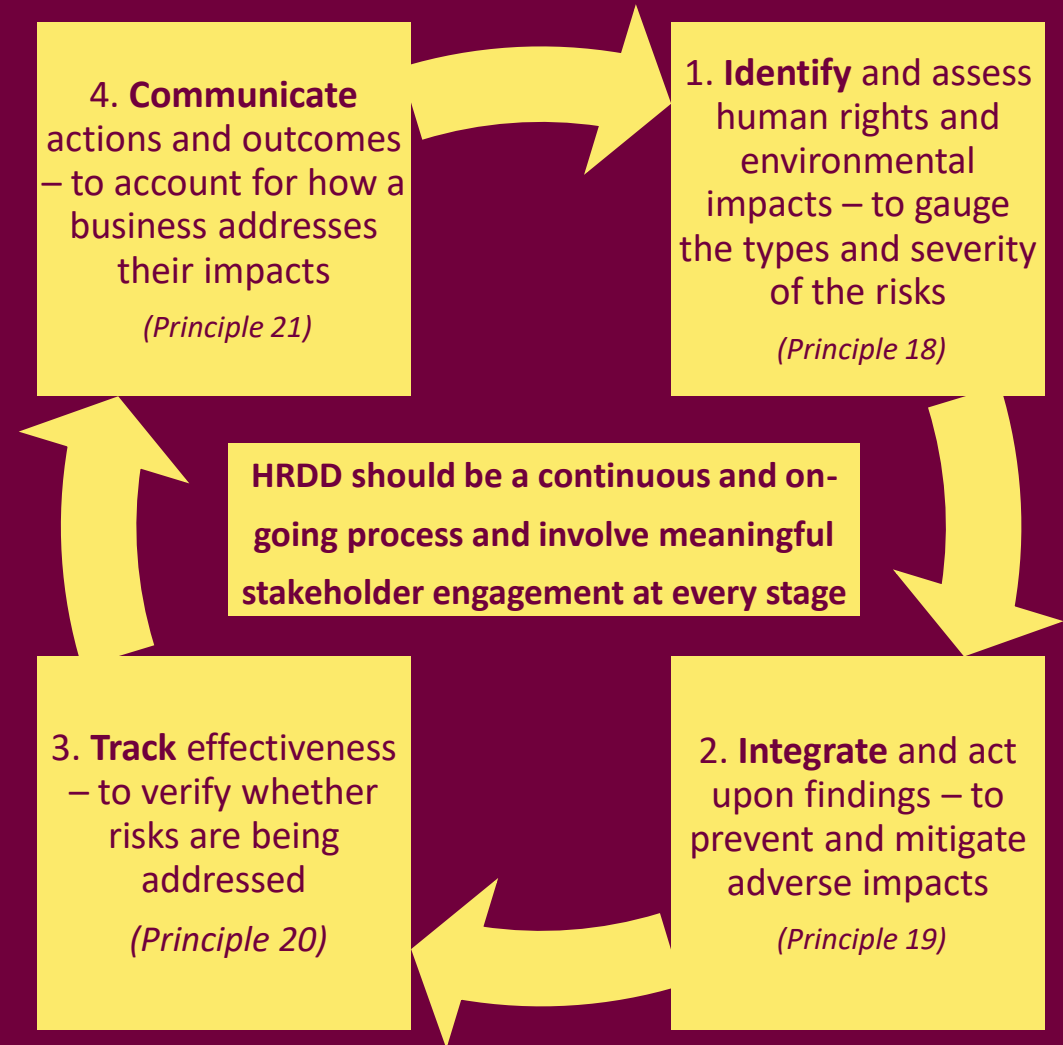 1. Identify and assess
human rights and
environmental
impacts – to gauge
the types and severity
of the risks
(Principle 18)
2. Integrate and act
upon findings – to
prevent and mitigate
adverse impacts
(Principle 19)
3. Track effectiveness
– to verify whether
risks are being
addressed
(Principle 20)
4. Communicate
actions and outcomes
– to account for how a
business addresses
their impacts
(Principle 21)
HRDD should be a continuous and on-
going process and involve meaningful
stakeholder engagement at every stage